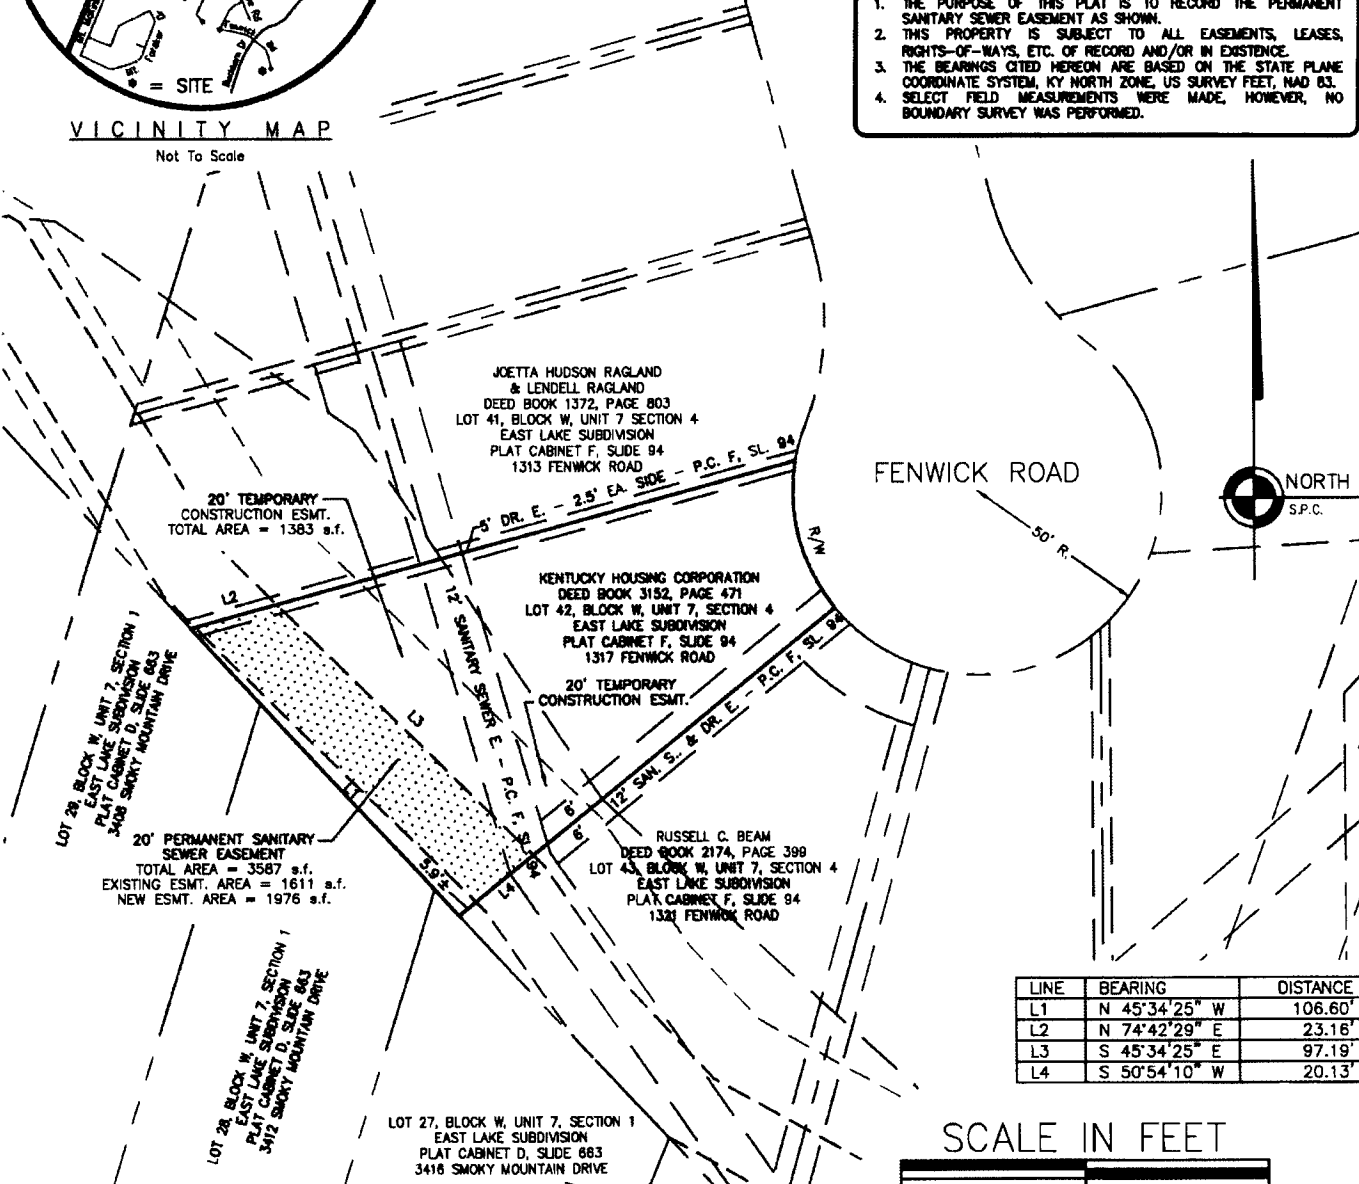 1. THE PURPOSE OF THIS PLAT IS TO RECORD THE PERMANENT
SANITARY SEWER EASEMENT AS SHOWN.
2. THIS PROPERTY IS SUBJECT TO ALL EASEMENTS, LEASES,
RIGHTS-OF-WAYS, ETC. OF RECORD AND/OR IN EXISTENCE.
3. THE BEARINGS CITED HEREON ARE BASED ON THE STATE PLANE
COORDINATE SYSTEM, KY NORTH ZONE, US SURVEY FEET, NAD 83.
4. SELECT FIELD MEASUREMENTS WERE MADE, HOWEVER, NO
BOUNDARY SURVEY WAS PERFORMED.
= SITE
VICINITY MAP
Not To Scale
JOETTA HUDSON RAGLAND
& LENDELL RAGLAND
DEED BOOK 1372, PAGE 803
LOT 41, BLOCK W, UNIT 7 SECTION 4
EAST LAKE SUBDIVISION
PLAT CABINET F, SLIDE 94
1313 FENWICK ROAD
5' DR. E. - 2.5' EA. SIDE - P.C. F, SL. 94
FENWICK ROAD
50' R.
R/W
NORTH
S.P.C.
20' TEMPORARY
CONSTRUCTION ESMT.
TOTAL AREA = 1383 s.f.
KENTUCKY HOUSING CORPORATION
DEED BOOK 3152, PAGE 471
LOT 42, BLOCK W, UNIT 7, SECTION 4
EAST LAKE SUBDIVISION
PLAT CABINET F, SLIDE 94
1317 FENWICK ROAD
20' TEMPORARY
CONSTRUCTION ESMT.
12' SANITARY SEWER E - P.C. F, SL. 94
12' SAN. S. & DR. E. - P.C. F, SL. 94
6'
6'
L2
L3
L1
L4
5.9'±
LOT 29, BLOCK W, UNIT 7, SECTION 1
EAST LAKE SUBDIVISION
PLAT CABINET D, SLIDE 663
3408 SMOKY MOUNTAIN DRIVE
20' PERMANENT SANITARY
SEWER EASEMENT
TOTAL AREA = 3587 s.f.
EXISTING ESMT. AREA = 1611 s.f.
NEW ESMT. AREA = 1976 s.f.
RUSSELL C. BEAM
DEED BOOK 2174, PAGE 399
LOT 43, BLOCK W, UNIT 7, SECTION 4
EAST LAKE SUBDIVISION
PLAT CABINET F, SLIDE 94
1321 FENWICK ROAD
LOT 28, BLOCK W, UNIT 7, SECTION 1
EAST LAKE SUBDIVISION
PLAT CABINET D, SLIDE 663
3412 SMOKY MOUNTAIN DRIVE
LOT 27, BLOCK W, UNIT 7, SECTION 1
EAST LAKE SUBDIVISION
PLAT CABINET D, SLIDE 663
3416 SMOKY MOUNTAIN DRIVE
LINE BEARING DISTANCE
L1 N 45°34'25" W 106.60'
L2 N 74°42'29" E 23.16'
L3 S 45°34'25" E 97.19'
L4 S 50°54'10" W 20.13'
SCALE IN FEET